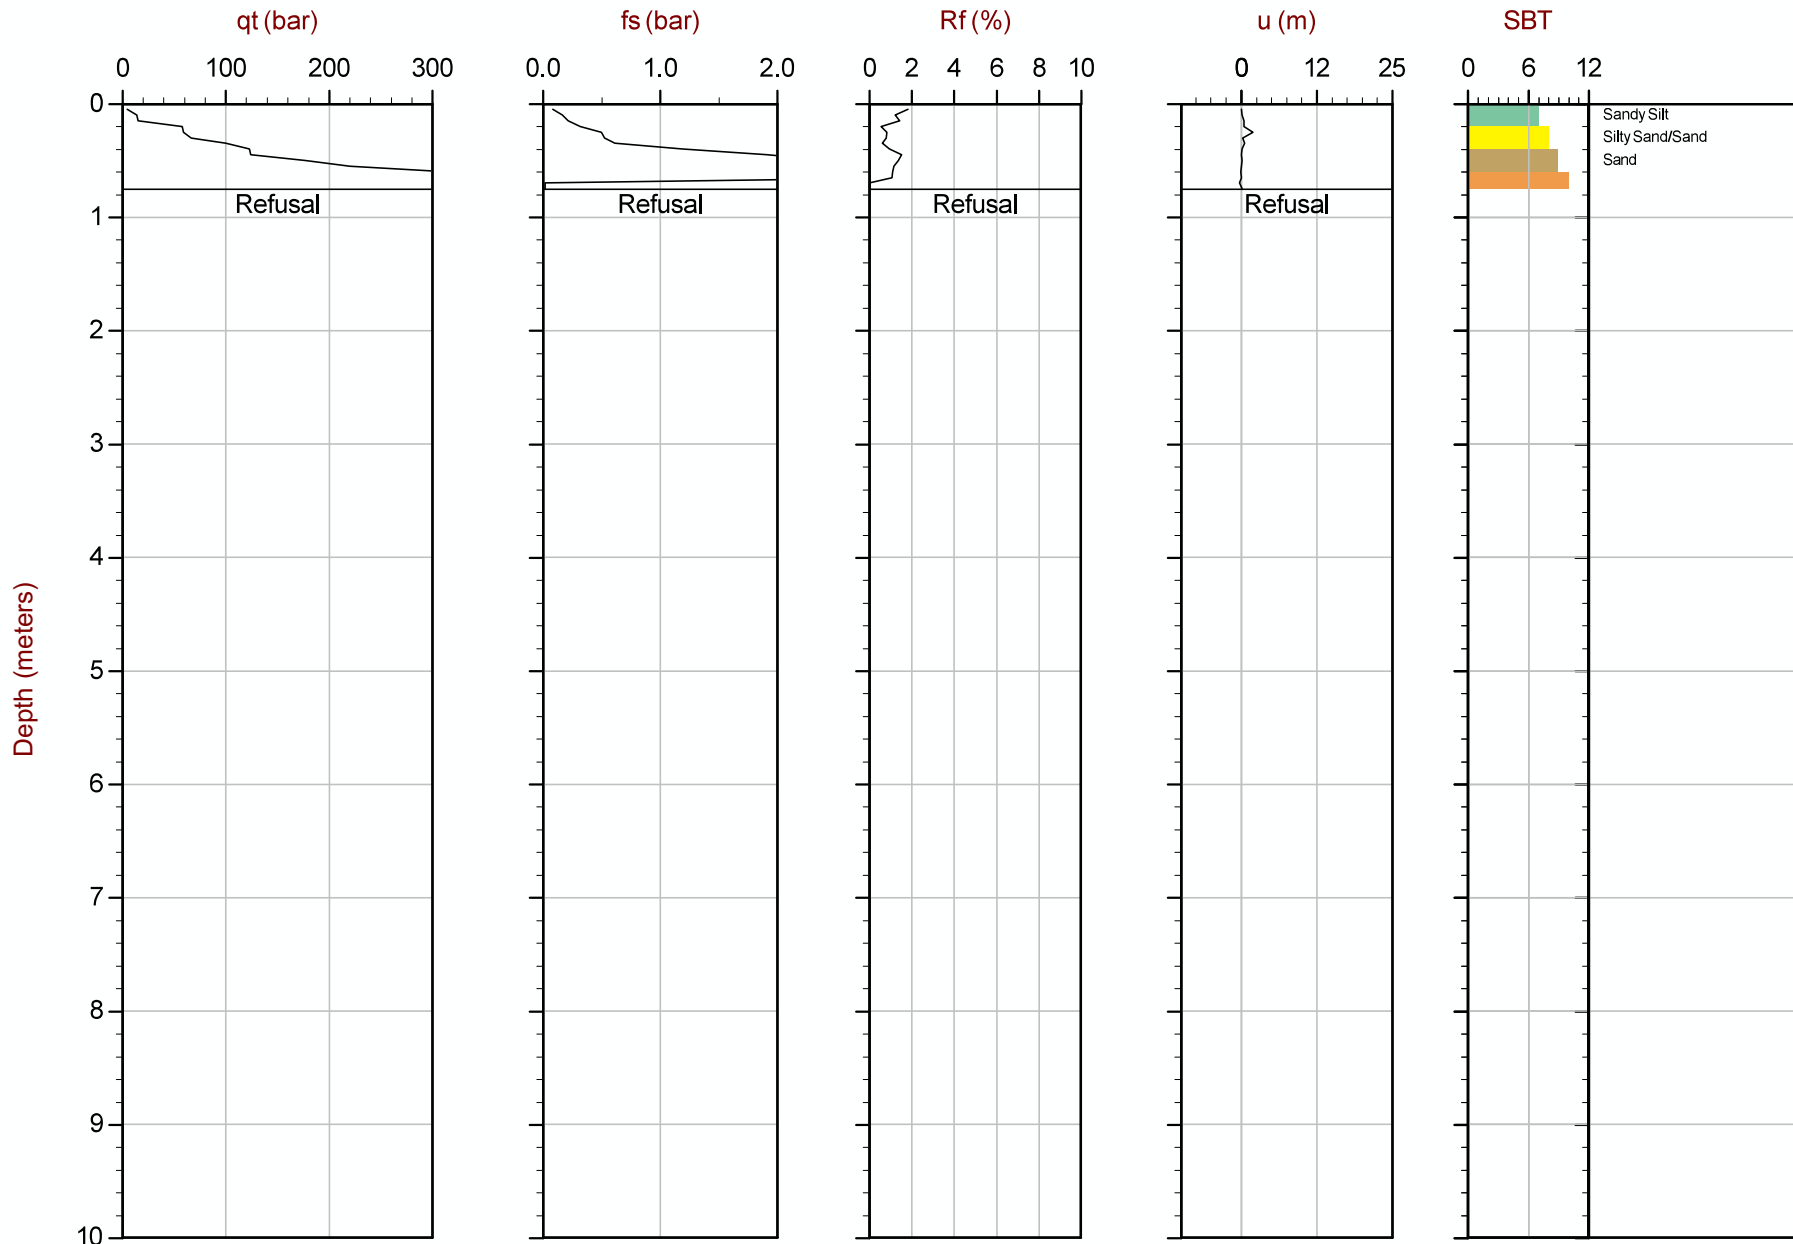 qt (bar) fs (bar) Rf (%) u (m) SBT
0 100 200 300 0.0 1.0 2.0 0 2 4 6 8 10 0 12 25 0 6 12
0
Sandy Silt
Silty Sand/Sand
Sand
Refusal Refusal Refusal Refusal
1
2
3
4
5
6
7
8
9
10
Depth (meters)